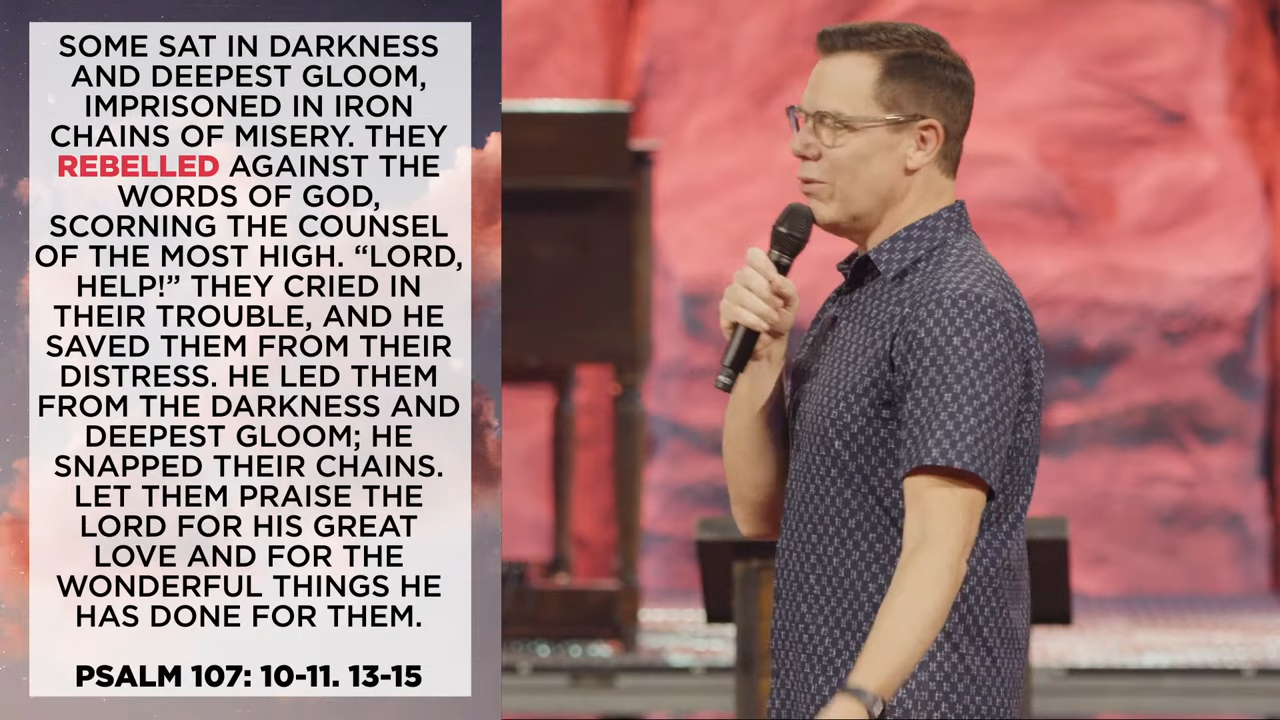 SOME SAT IN DARKNESS
AND DEEPEST GLOOM,
IMPRISONED IN IRON
CHAINS OF MISERY. THEY
REBELLED AGAINST THE
WORDS OF GOD,
SCORNING THE COUNSEL
OF THE MOST HIGH. “LORD,
HELP!” THEY CRIED IN
THEIR TROUBLE, AND HE
SAVED THEM FROM THEIR
DISTRESS. HE LED THEM
FROM THE DARKNESS AND
DEEPEST GLOOM; HE
SNAPPED THEIR CHAINS.
LET THEM PRAISE THE
LORD FOR HIS GREAT
LOVE AND FOR THE
WONDERFUL THINGS HE
HAS DONE FOR THEM.
PSALM 107: 10-11. 13-15